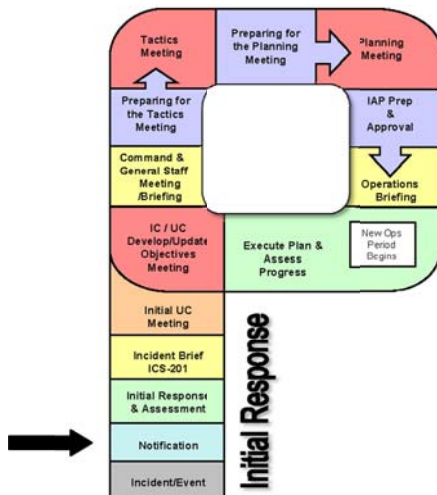 Tactics
Meeting
Preparing for
the Planning
Meeting
Planning
Meeting
Preparing for
the Tactics
Meeting
IAP Prep
&
Approval
Command &
General Staff
Meeting
/Briefing
Operations
Briefing
IC / UC
Develop/Update
Objectives
Meeting
Execute Plan &
Assess
Progress
New Ops
Period
Begins
Initial UC
Meeting
Incident Brief
ICS-201
Initial Response
& Assessment
Notification
Incident/Event
Initial Response